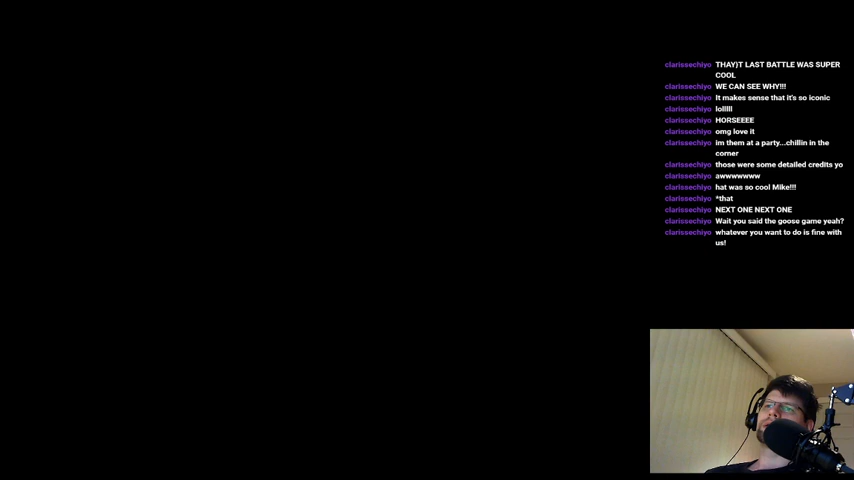 clarissechiyo THAY}T LAST BATTLE WAS SUPER
COOL
clarissechiyo WE CAN SEE WHY!!!
clarissechiyo It makes sense that it's so iconic
clarissechiyo lolllll
clarissechiyo HORSEEEE
clarissechiyo omg love it
clarissechiyo im them at a party...chillin in the
corner
clarissechiyo those were some detailed credits yo
clarissechiyo awwwwwww
clarissechiyo hat was so cool Mike!!!
clarissechiyo *that
clarissechiyo NEXT ONE NEXT ONE
clarissechiyo Wait you said the goose game yeah?
clarissechiyo whatever you want to do is fine with
us!